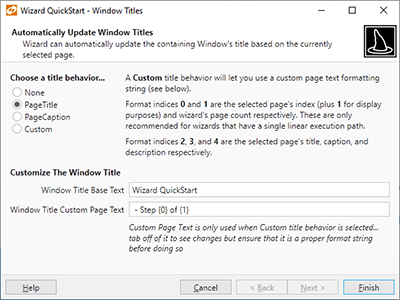 Wizard QuickStart - Window Titles
Automatically Update Window Titles
Wizard can automatically update the containing Window's title based on the currently
selected page.
Choose a title behavior...
None
PageTitle
PageCaption
Custom
A Custom title behavior will let you use a custom page text formatting
string (see below).
Format indices 0 and 1 are the selected page's index (plus 1 for display
purposes) and wizard's page count respectively. These are only
recommended for wizards that have a single linear execution path.
Format indices 2, 3, and 4 are the selected page's title, caption, and
description respectively.
Customize The Window Title
Window Title Base Text
Wizard QuickStart
Window Title Custom Page Text
- Step {0} of {1}
Custom Page Text is only used when Custom title behavior is selected...
tab off of it to see changes but ensure that it is a proper format string
before doing so
Help
Cancel
< Back
Next >
Finish